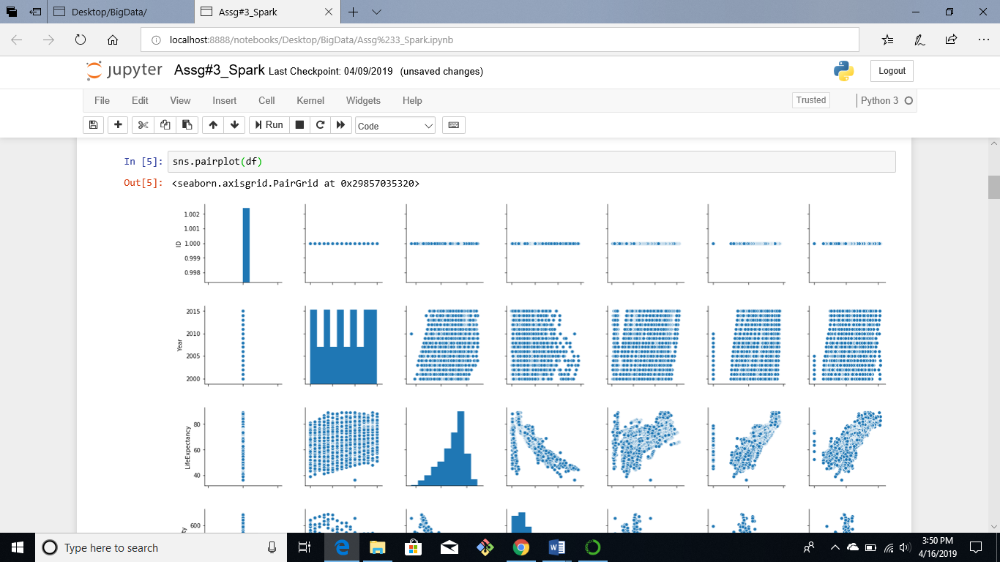 Desktop/BigData/
Assg#3_Spark
localhost:8888/notebooks/Desktop/BigData/Assg%233_Spark.ipynb
jupyter Assg#3_Spark Last Checkpoint: 04/09/2019 (unsaved changes)
Logout
File Edit View Insert Cell Kernel Widgets Help
Trusted
Python 3
Run
Code
In [5]: sns.pairplot(df)
Out[5]: <seaborn.axisgrid.PairGrid at 0x29857035320>
1.002
1.001
1.000
0.999
0.998
ID
2015
2010
2005
2000
Year
80
60
40
LifeExpectancy
600
ty
Type here to search
3:50 PM
4/16/2019